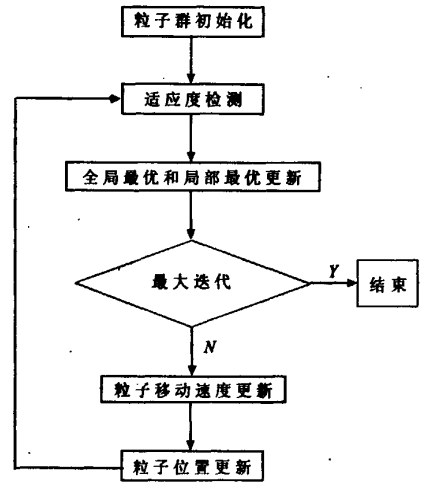 粒子群初始化
适应度检测
全局最优和局部最优更新
最大迭代
Y
结束
N
粒子移动速度更新
粒子位置更新